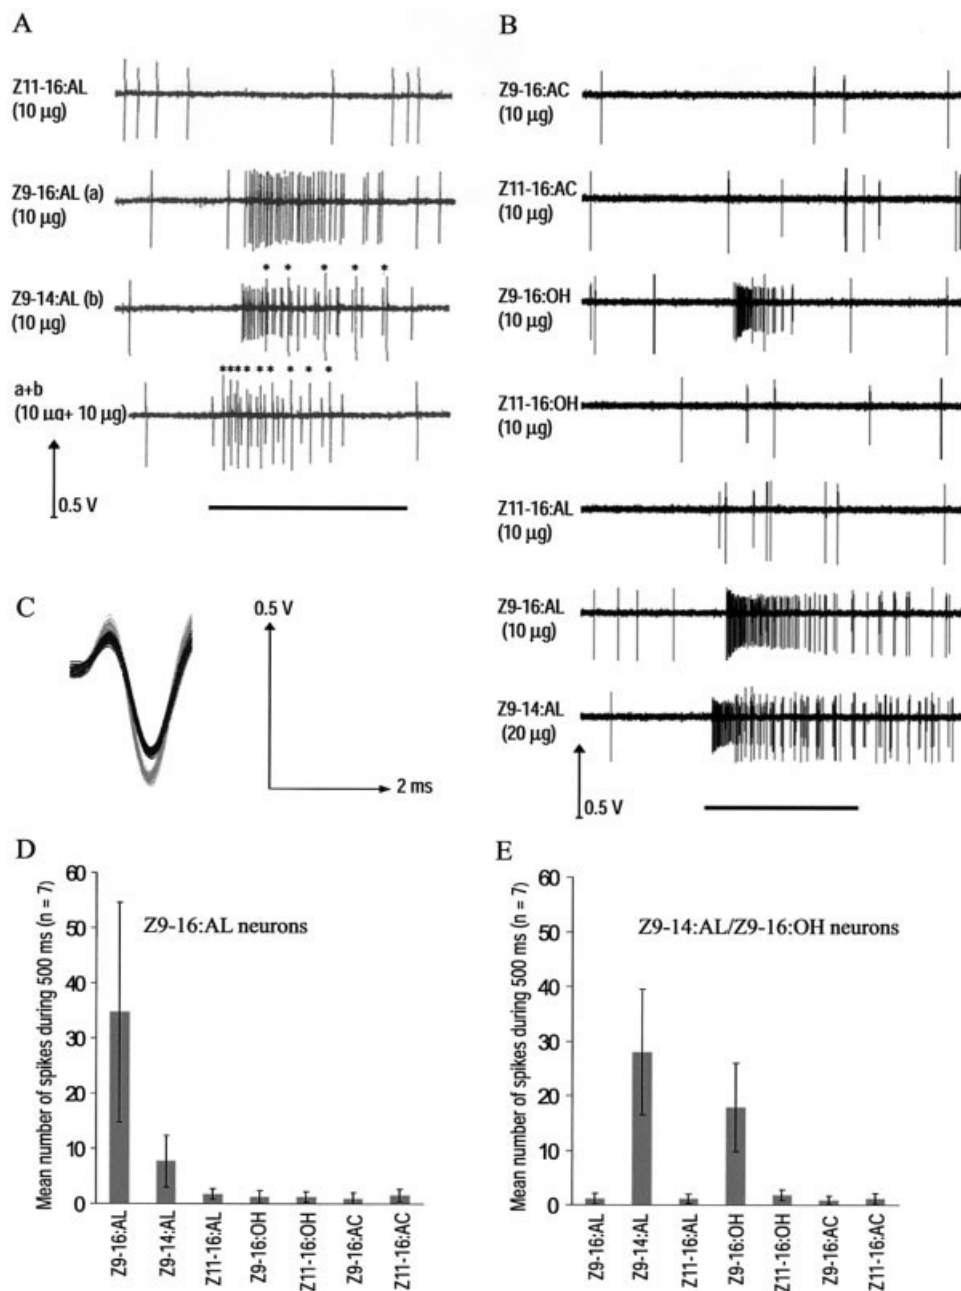 A
Z11-16:AL
(10 µg)
Z9-16:AL (a)
(10 µg)
* * * * *
Z9-14:AL (b)
(10 µg)
* * * * * * * * *
a+b
(10 µg+ 10 µg)
0.5 V
B
Z9-16:AC
(10 µg)
Z11-16:AC
(10 µg)
Z9-16:OH
(10 µg)
Z11-16:OH
(10 µg)
Z11-16:AL
(10 µg)
Z9-16:AL
(10 µg)
Z9-14:AL
(20 µg)
0.5 V
C
0.5 V
2 ms
D
Mean number of spikes during 500 ms (n = 7)
60
50
40
30
20
10
0
Z9-16:AL neurons
Z9-16:AL
Z9-14:AL
Z11-16:AL
Z9-16:OH
Z11-16:OH
Z9-16:AC
Z11-16:AC
E
Mean number of spikes during 500 ms (n = 7)
60
50
40
30
20
10
0
Z9-14:AL/Z9-16:OH neurons
Z9-16:AL
Z9-14:AL
Z11-16:AL
Z9-16:OH
Z11-16:OH
Z9-16:AC
Z11-16:AC